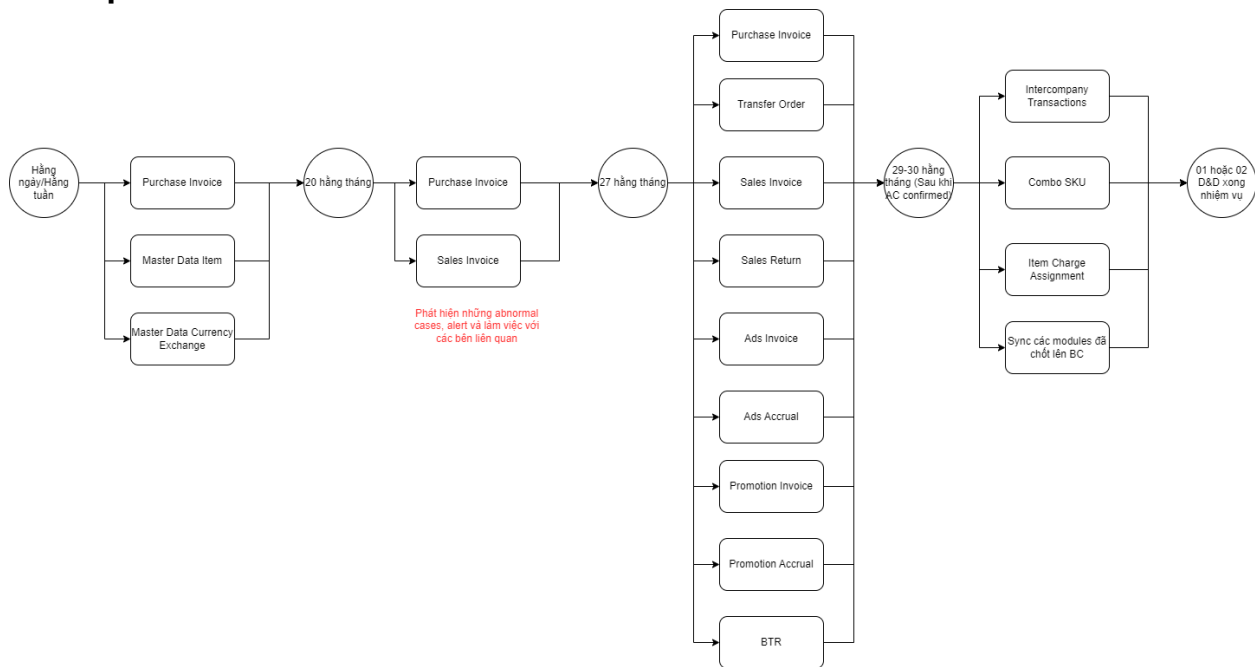 Hằng
ngày/Hằng
tuần
Purchase Invoice
Master Data Item
Master Data Currency
Exchange
20 hằng tháng
Purchase Invoice
Sales Invoice
Phát hiện những abnormal
cases, alert và làm việc với
các bên liên quan
27 hằng tháng
Purchase Invoice
Transfer Order
Sales Invoice
Sales Return
Ads Invoice
Ads Accrual
Promotion Invoice
Promotion Accrual
BTR
29-30 hằng
tháng (Sau khi
AC confirmed)
Intercompany
Transactions
Combo SKU
Item Charge
Assignment
Sync các modules đã
chốt lên BC
01 hoặc 02
D&D xong
nhiệm vụ